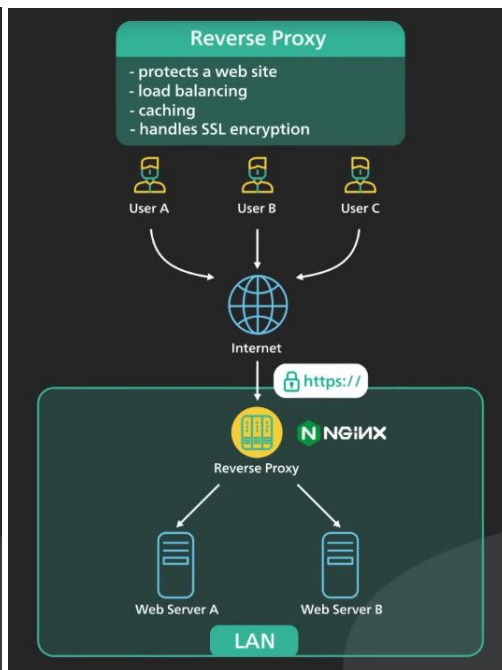 Reverse Proxy
- protects a web site
- load balancing
- caching
- handles SSL encryption
User A
User B
User C
Internet
https://
N NGINX
Reverse Proxy
Web Server A
Web Server B
LAN